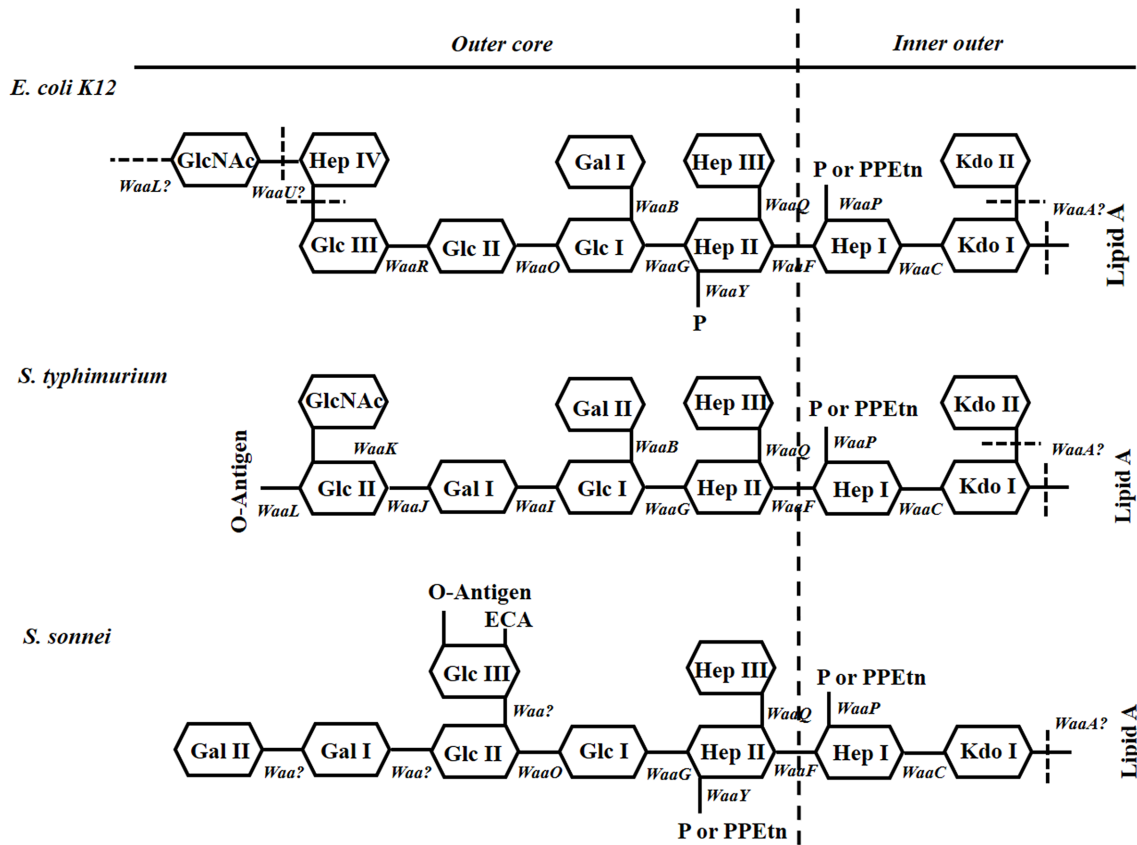 Outer core
Inner outer
E. coli K12
GlcNAc
Hep IV
Gal I
Hep III
P or PPEtn
Kdo II
WaaL?
WaaU?
WaaB
WaaQ
WaaP
WaaA?
Glc III
Glc II
Glc I
Hep II
Hep I
Kdo I
WaaR
WaaO
WaaG
WaaF
WaaC
Lipid A
WaaY
P
S. typhimurium
GlcNAc
Gal II
Hep III
P or PPEtn
Kdo II
WaaK
WaaB
WaaQ
WaaP
WaaA?
O-Antigen
Glc II
Gal I
Glc I
Hep II
Hep I
Kdo I
WaaL
WaaJ
WaaI
WaaG
WaaF
WaaC
Lipid A
O-Antigen
ECA
S. sonnei
Glc III
Hep III
P or PPEtn
Waa?
WaaQ
WaaP
WaaA?
Gal II
Gal I
Glc II
Glc I
Hep II
Hep I
Kdo I
Waa?
Waa?
WaaO
WaaG
WaaF
WaaC
Lipid A
WaaY
P or PPEtn